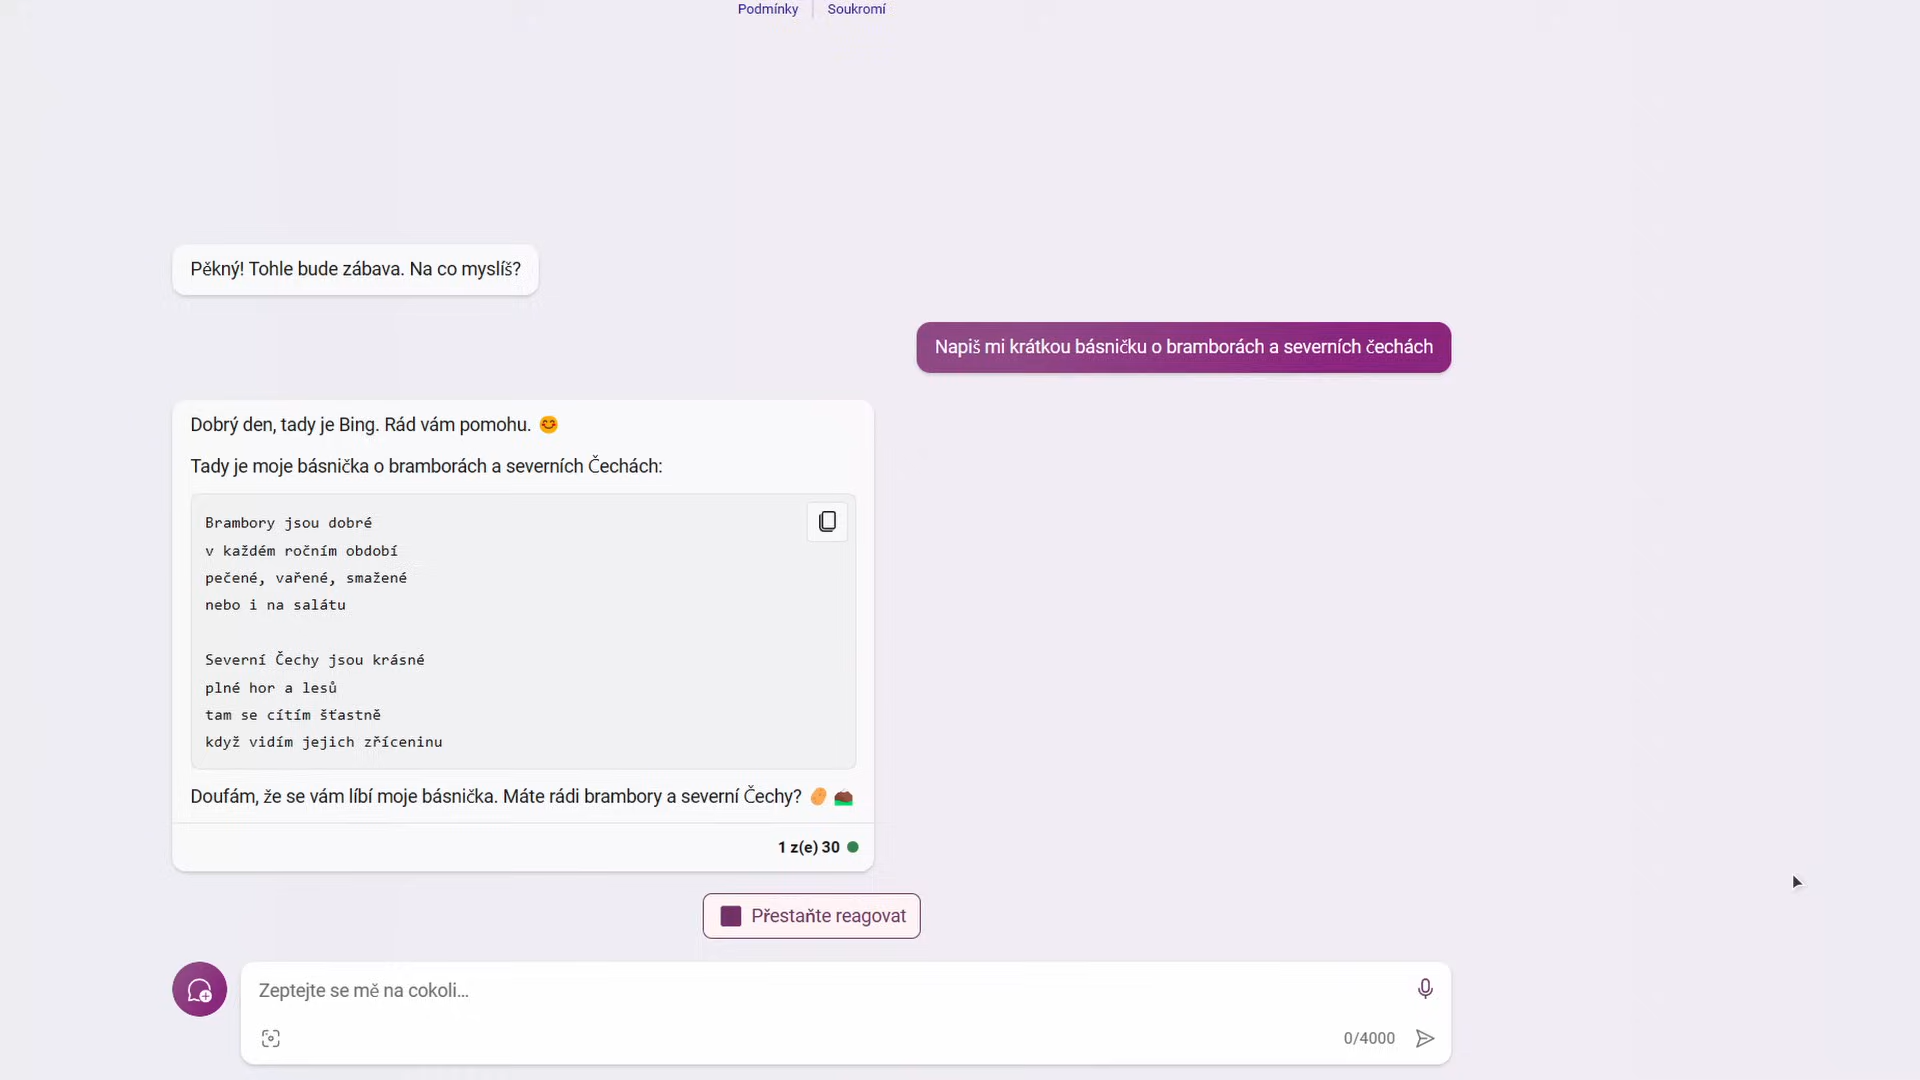 Podmínky Soukromí
Pěkný! Tohle bude zábava. Na co myslíš?
Napiš mi krátkou básničku o bramborách a severních čechách
Dobrý den, tady je Bing. Rád vám pomohu. 😊
Tady je moje básnička o bramborách a severních Čechách:
Brambory jsou dobré
v každém ročním období
pečené, vařené, smažené
nebo i na salátu
Severní Čechy jsou krásné
plné hor a lesů
tam se cítím šťastně
když vidím jejich zříceninu
Doufám, že se vám líbí moje básnička. Máte rádi brambory a severní Čechy? 🥔 ⛰️
1 z(e) 30
Přestaňte reagovat
Zeptejte se mě na cokoli...
0/4000